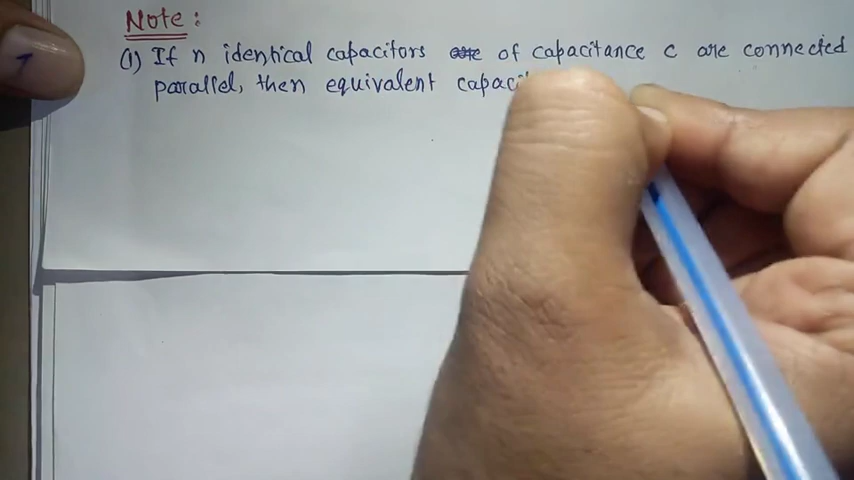 Note:
(1) If n identical capacitors of capacitance c are connected
parallel, then equivalent